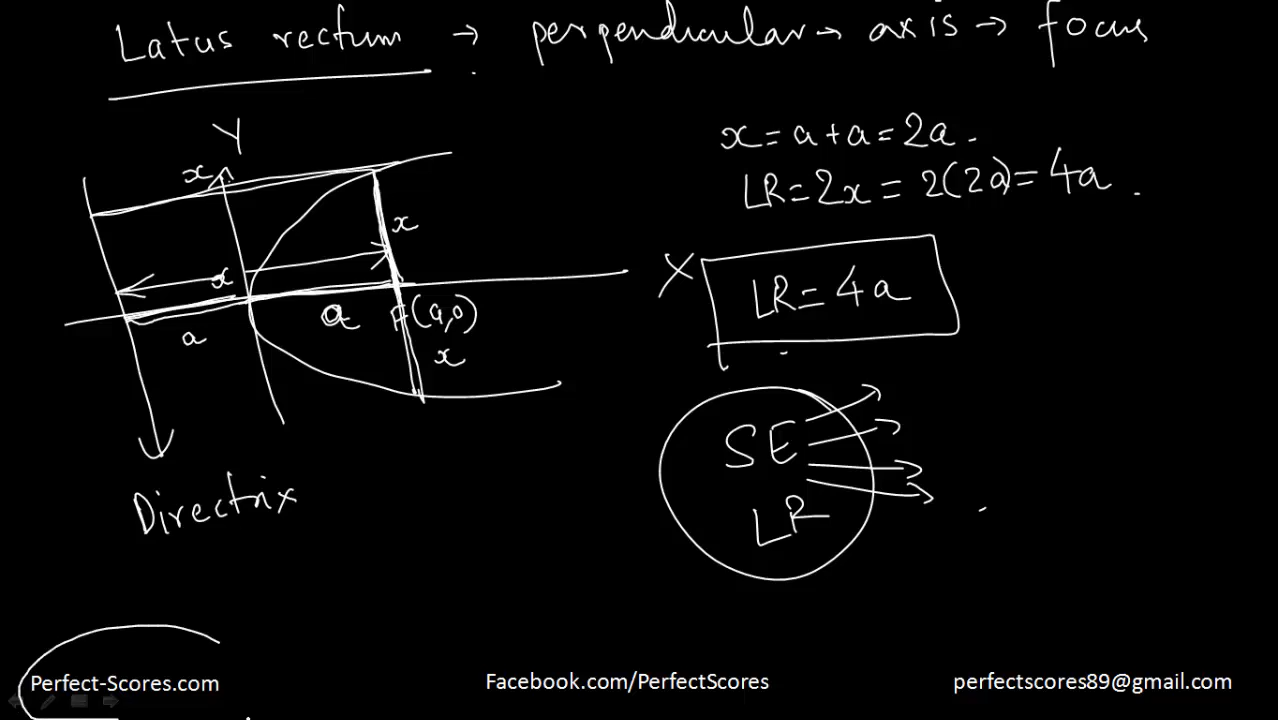 Latus rectum → perpendicular → axis → focus
x = a + a = 2a.
LR = 2x = 2(2a) = 4a.
Y
x
x
x
X
LR = 4a
a
a
F(a,0)
x
SE
LR
Directrix
Perfect-Scores.com
Facebook.com/PerfectScores
perfectscores89@gmail.com